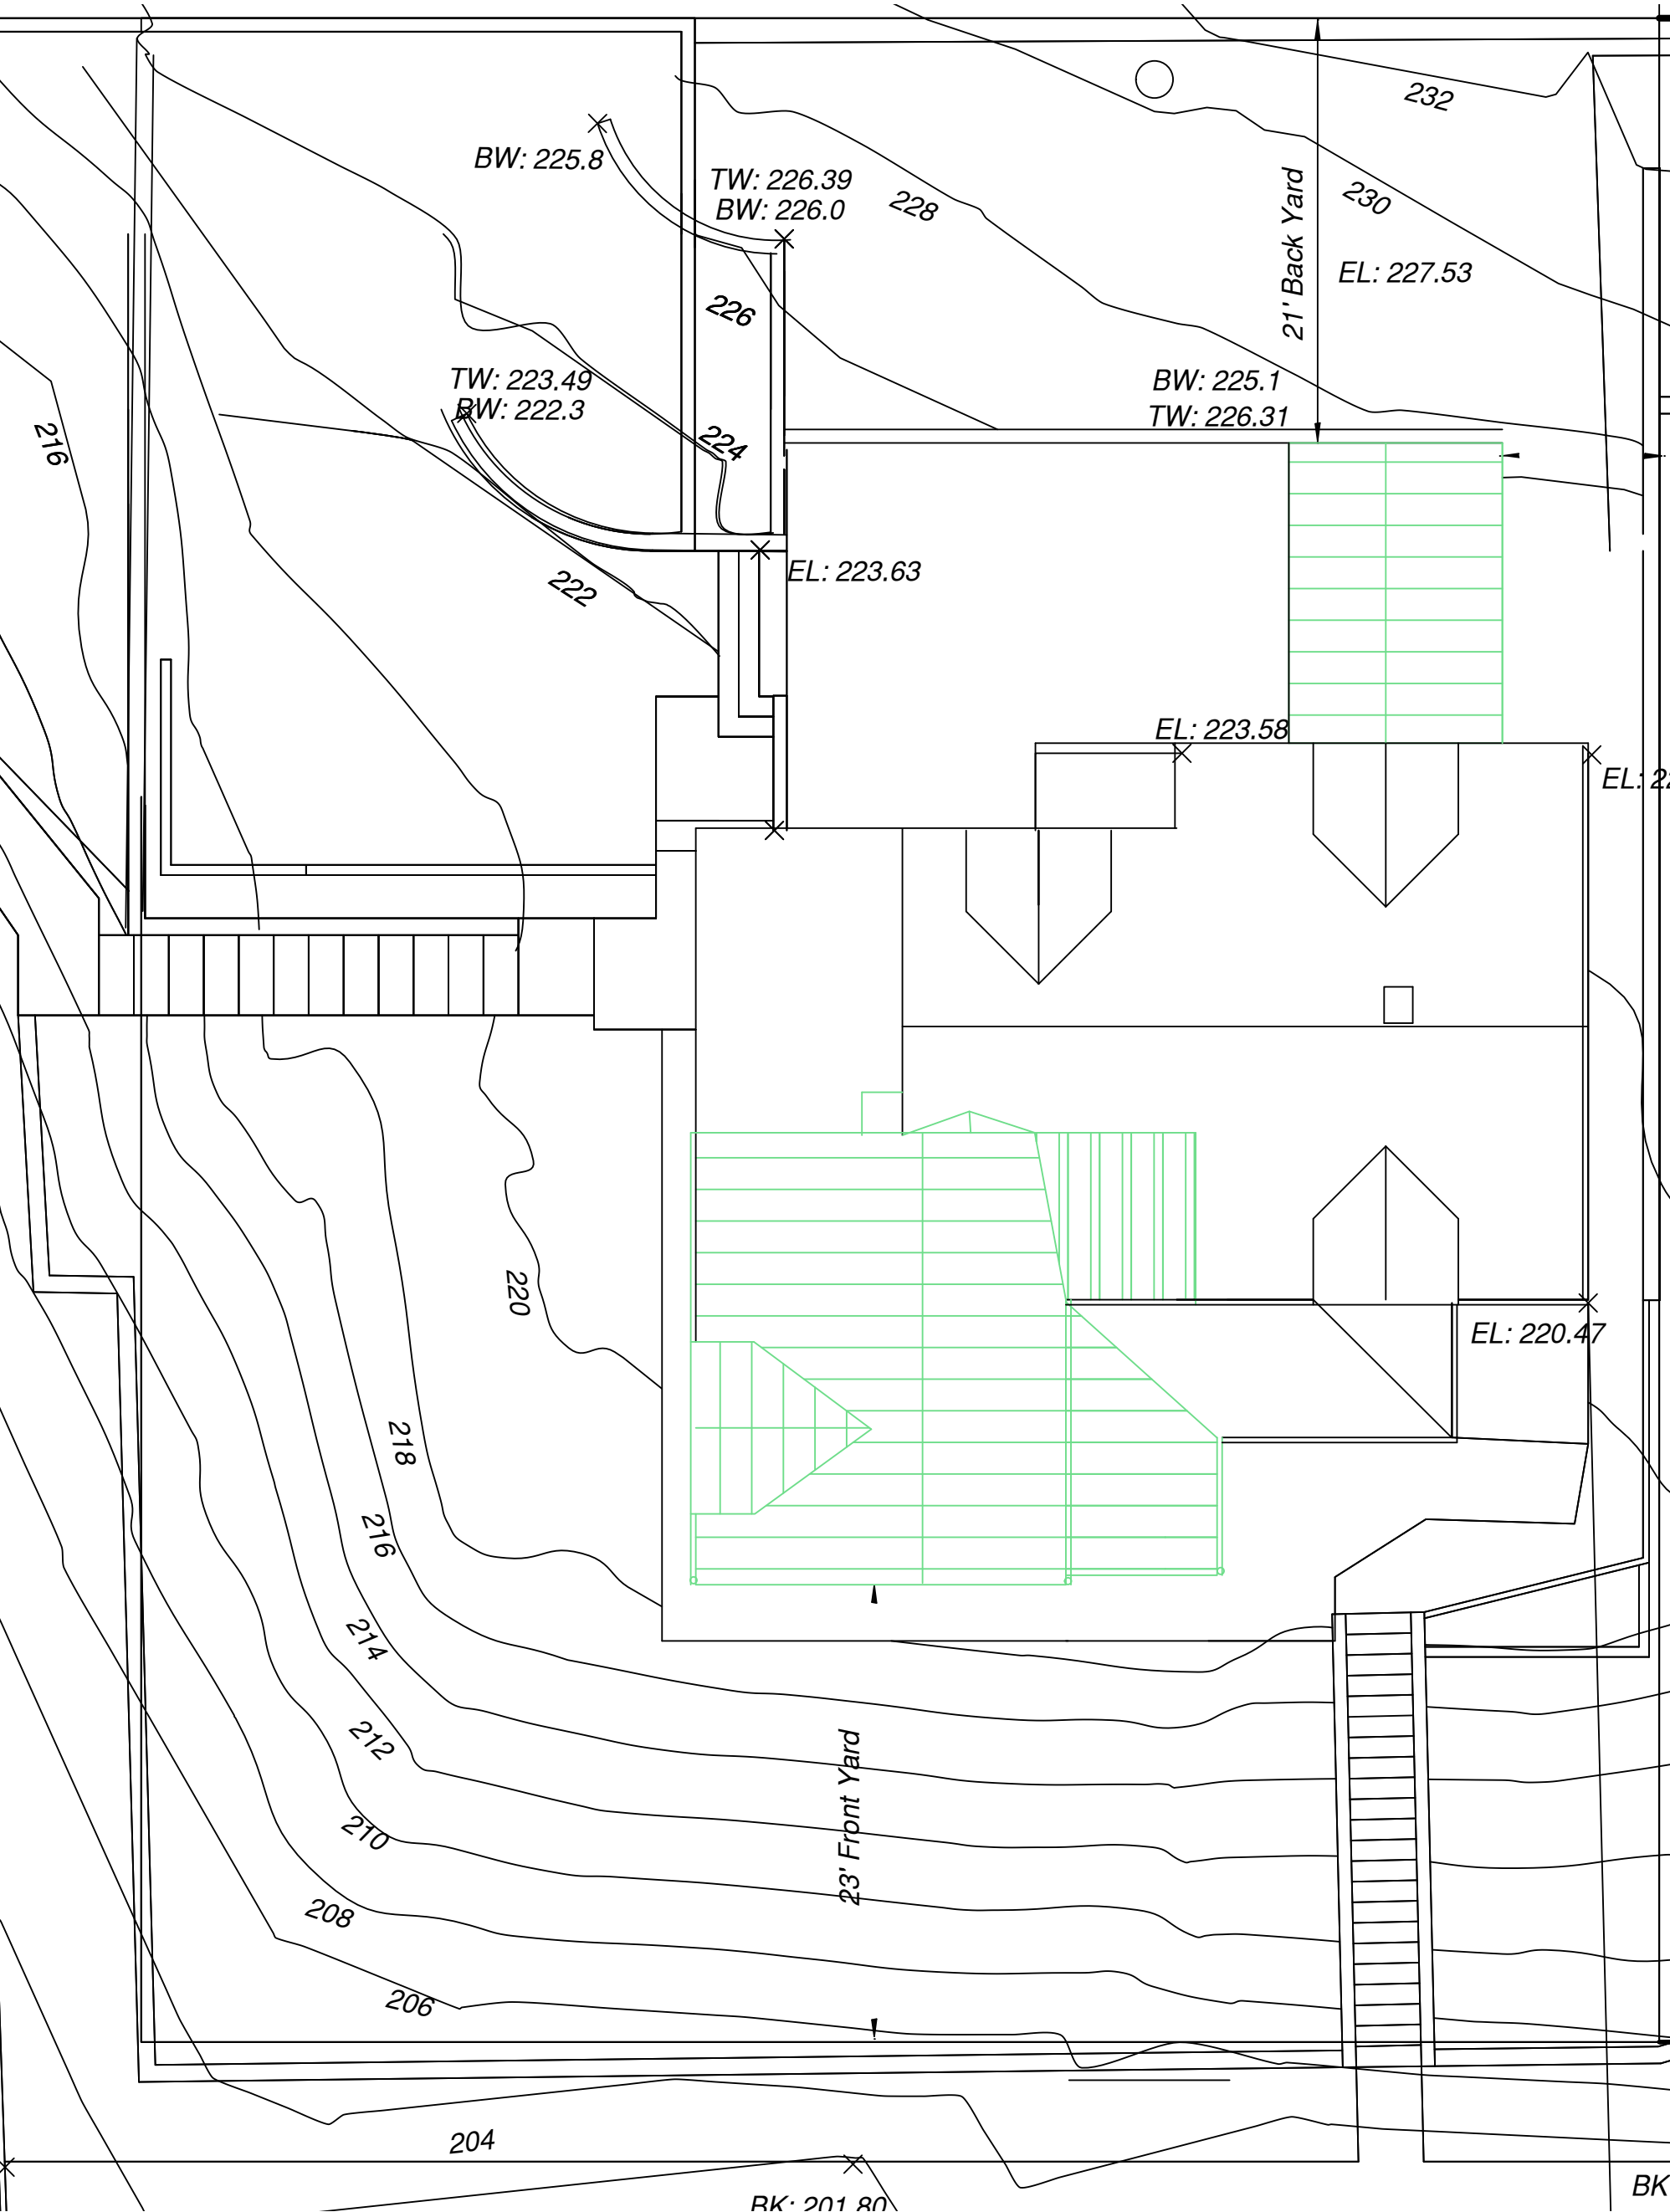 232
BW: 225.8
TW: 226.39
BW: 226.0
228
230
21' Back Yard
EL: 227.53
226
TW: 223.49
BW: 222.3
BW: 225.1
TW: 226.31
216
224
EL: 223.63
222
EL: 223.58
EL: 22
220
EL: 220.47
218
216
214
212
23' Front Yard
210
208
206
204
BK: 201.80
BK